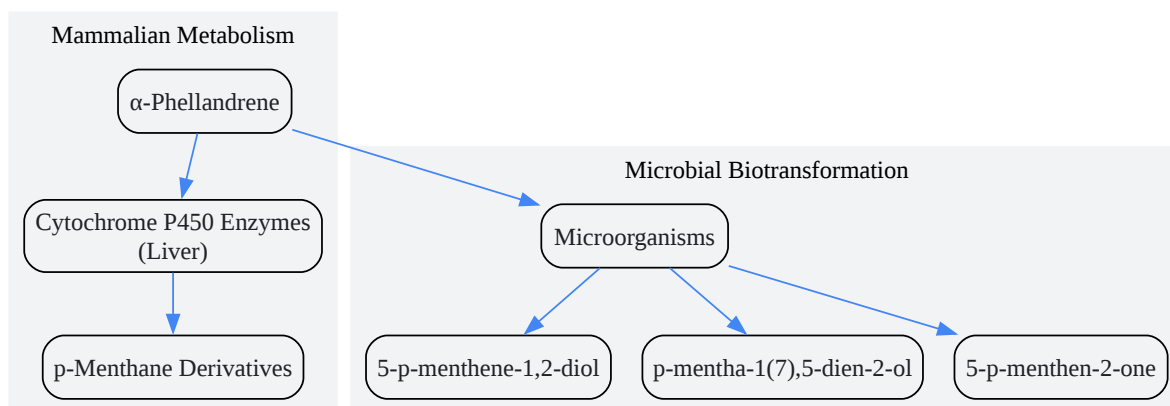 Mammalian Metabolism
α-Phellandrene
Cytochrome P450 Enzymes
(Liver)
p-Menthane Derivatives
Microbial Biotransformation
Microorganisms
5-p-menthene-1,2-diol
p-mentha-1(7),5-dien-2-ol
5-p-menthen-2-one